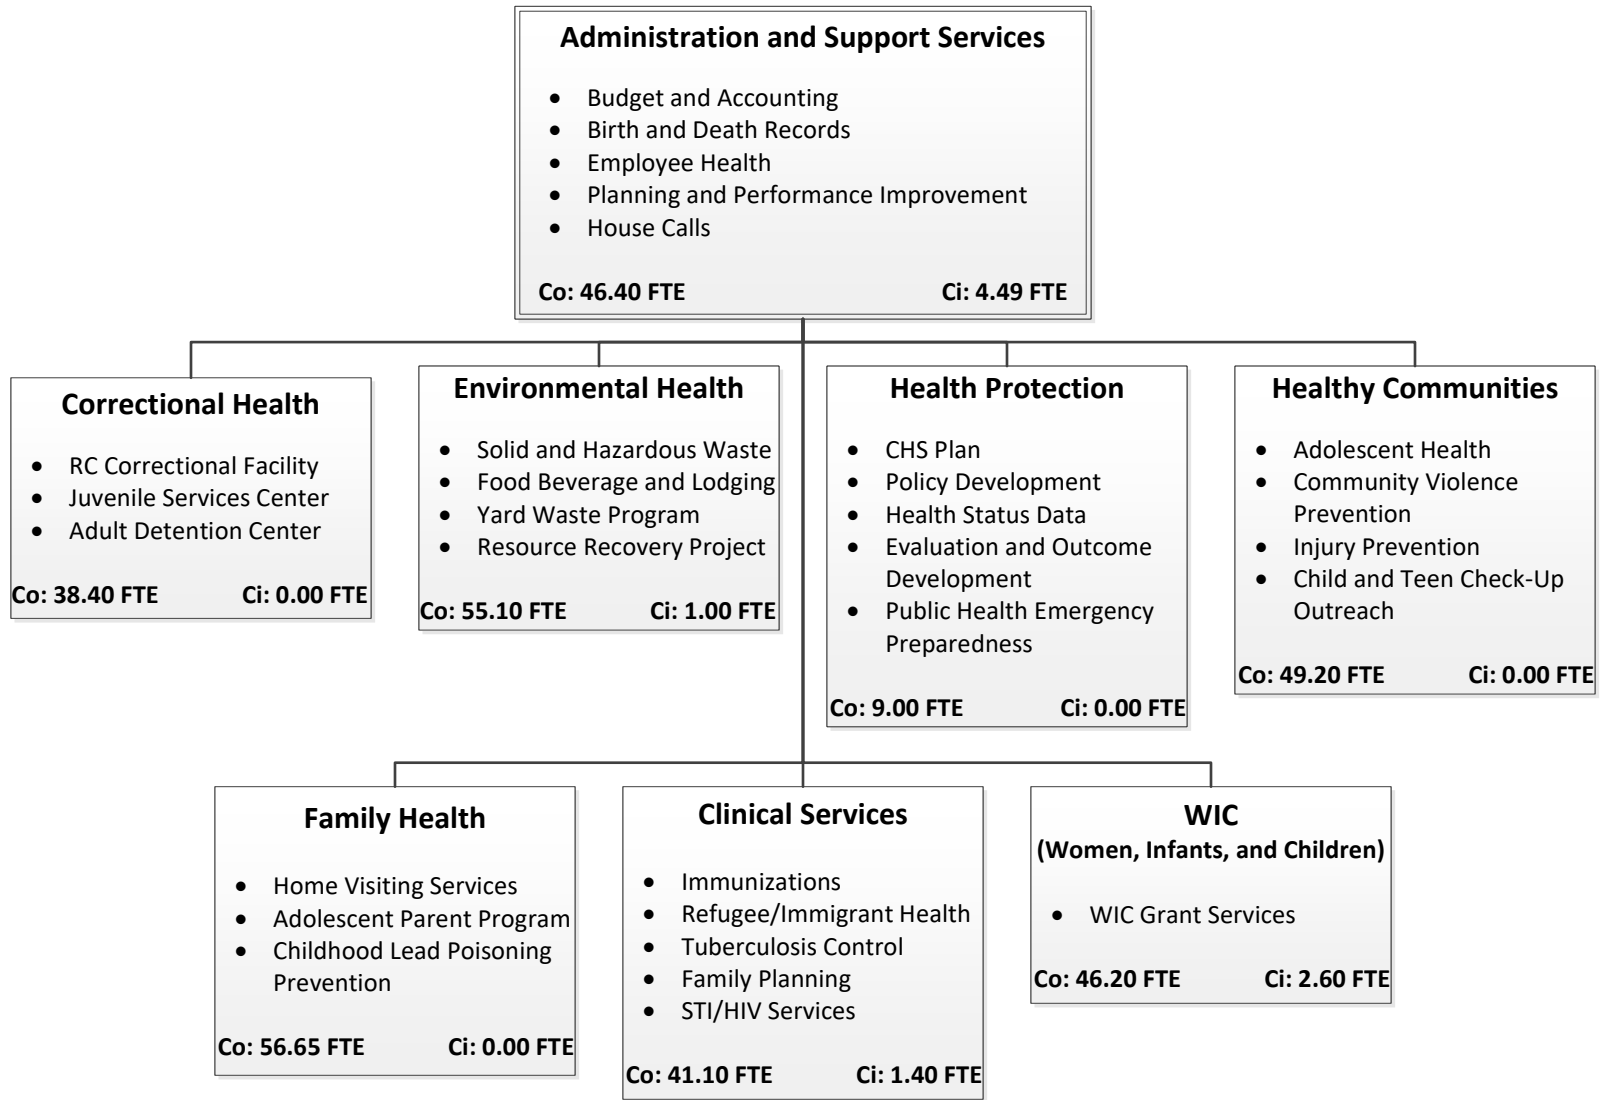 Administration and Support Services
• Budget and Accounting
• Birth and Death Records
• Employee Health
• Planning and Performance Improvement
• House Calls
Co: 46.40 FTE Ci: 4.49 FTE
Correctional Health
• RC Correctional Facility
• Juvenile Services Center
• Adult Detention Center
Co: 38.40 FTE Ci: 0.00 FTE
Environmental Health
• Solid and Hazardous Waste
• Food Beverage and Lodging
• Yard Waste Program
• Resource Recovery Project
Co: 55.10 FTE Ci: 1.00 FTE
Health Protection
• CHS Plan
• Policy Development
• Health Status Data
• Evaluation and Outcome
Development
• Public Health Emergency
Preparedness
Co: 9.00 FTE Ci: 0.00 FTE
Healthy Communities
• Adolescent Health
• Community Violence
Prevention
• Injury Prevention
• Child and Teen Check-Up
Outreach
Co: 49.20 FTE Ci: 0.00 FTE
Family Health
• Home Visiting Services
• Adolescent Parent Program
• Childhood Lead Poisoning
Prevention
Co: 56.65 FTE Ci: 0.00 FTE
Clinical Services
• Immunizations
• Refugee/Immigrant Health
• Tuberculosis Control
• Family Planning
• STI/HIV Services
Co: 41.10 FTE Ci: 1.40 FTE
WIC
(Women, Infants, and Children)
• WIC Grant Services
Co: 46.20 FTE Ci: 2.60 FTE